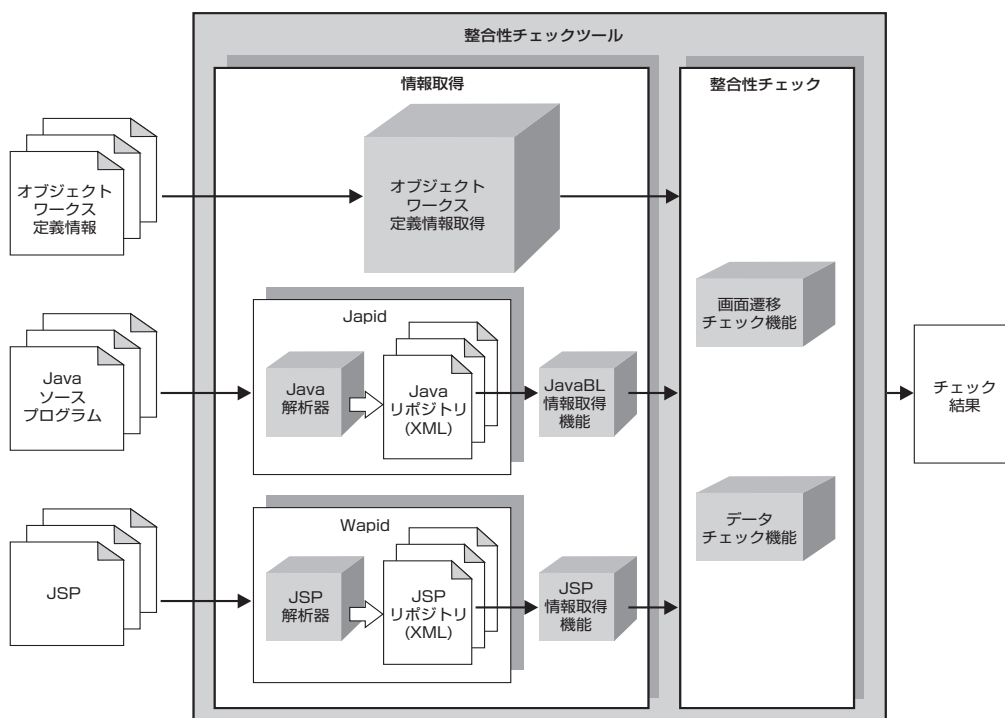 整合性チェックツール
情報取得
整合性チェック
オブジェクト
ワークス
定義情報
オブジェクト
ワークス
定義情報取得
画面遷移
チェック機能
Java
ソース
プログラム
Japid
Java
解析器
Java
リポジトリ
(XML)
JavaBL
情報取得
機能
チェック
結果
データ
チェック機能
JSP
Wapid
JSP
解析器
JSP
リポジトリ
(XML)
JSP
情報取得
機能